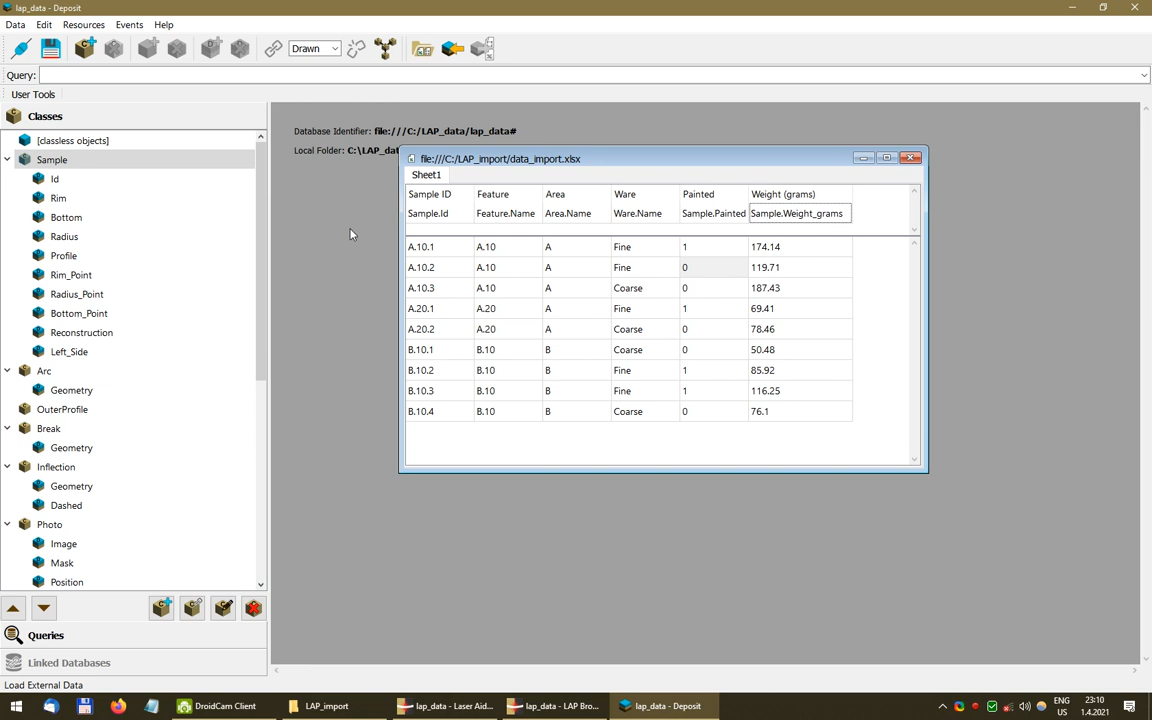 lap_data - Deposit
Data Edit Resources Events Help
Drawn
Query:
User Tools
Classes
[classless objects]
Sample
Id
Rim
Bottom
Radius
Profile
Rim_Point
Radius_Point
Bottom_Point
Reconstruction
Left_Side
Arc
Geometry
OuterProfile
Break
Geometry
Inflection
Geometry
Dashed
Photo
Image
Mask
Position
Queries
Linked Databases
Load External Data
Database Identifier: file:///C:/LAP_data/lap_data#
Local Folder: C:\LAP_dat
file:///C:/LAP_import/data_import.xlsx
Sheet1
Sample ID Feature Area Ware Painted Weight (grams)
Sample.Id Feature.Name Area.Name Ware.Name Sample.Painted Sample.Weight_grams
A.10.1 A.10 A Fine 1 174.14
A.10.2 A.10 A Fine 0 119.71
A.10.3 A.10 A Coarse 0 187.43
A.20.1 A.20 A Fine 1 69.41
A.20.2 A.20 A Coarse 0 78.46
B.10.1 B.10 B Coarse 0 50.48
B.10.2 B.10 B Fine 1 85.92
B.10.3 B.10 B Fine 1 116.25
B.10.4 B.10 B Coarse 0 76.1
DroidCam Client LAP_import lap_data - Laser Aid... lap_data - LAP Bro... lap_data - Deposit
ENG 23:10
US 1.4.2021